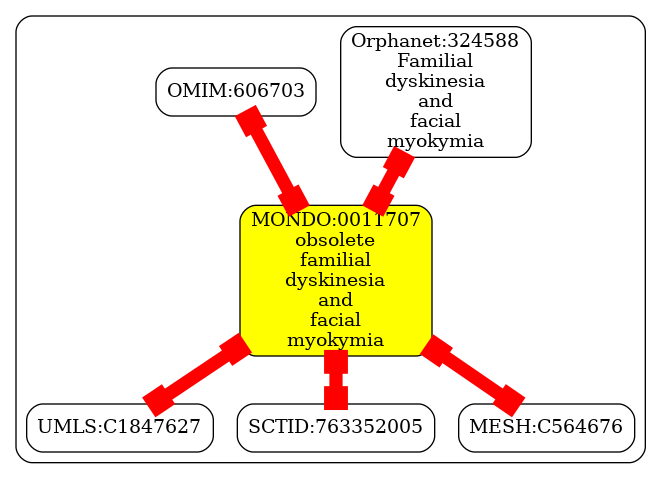 Orphanet:324588
Familial
dyskinesia
and
facial
myokymia
OMIM:606703
MONDO:0011707
obsolete
familial
dyskinesia
and
facial
myokymia
UMLS:C1847627
SCTID:763352005
MESH:C564676